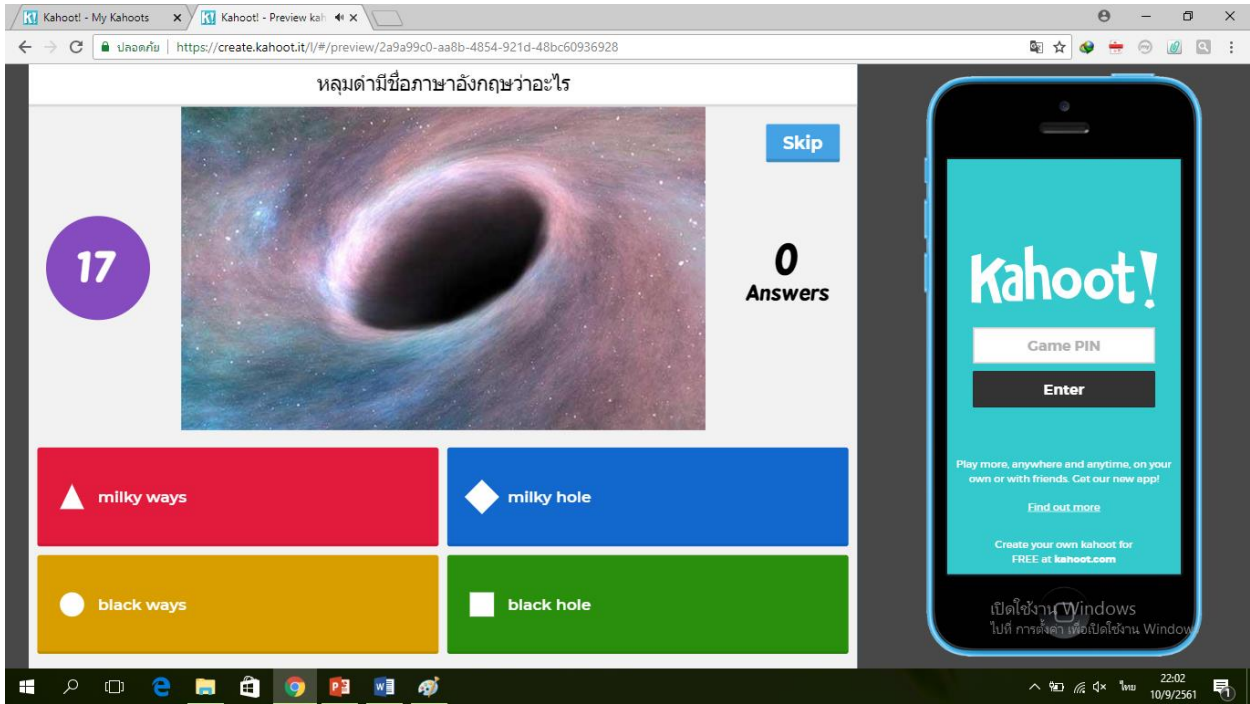 Kahoot! - My Kahoots
Kahoot! - Preview kah
ปลอดภัย
https://create.kahoot.it/l/#/preview/2a9a99c0-aa8b-4854-921d-48bc60936928
หลุมดำมีชื่อภาษาอังกฤษว่าอะไร
Skip
17
0
Answers
milky ways
milky hole
black ways
black hole
Kahoot!
Game PIN
Enter
Play more, anywhere and anytime, on your
own or with friends. Get our new app!
Find out more
Create your own kahoot for
FREE at kahoot.com
เปิดใช้งาน Windows
ไปที่ การตั้งค่า เพื่อเปิดใช้งาน Window
ไทย
22:02
10/9/2561